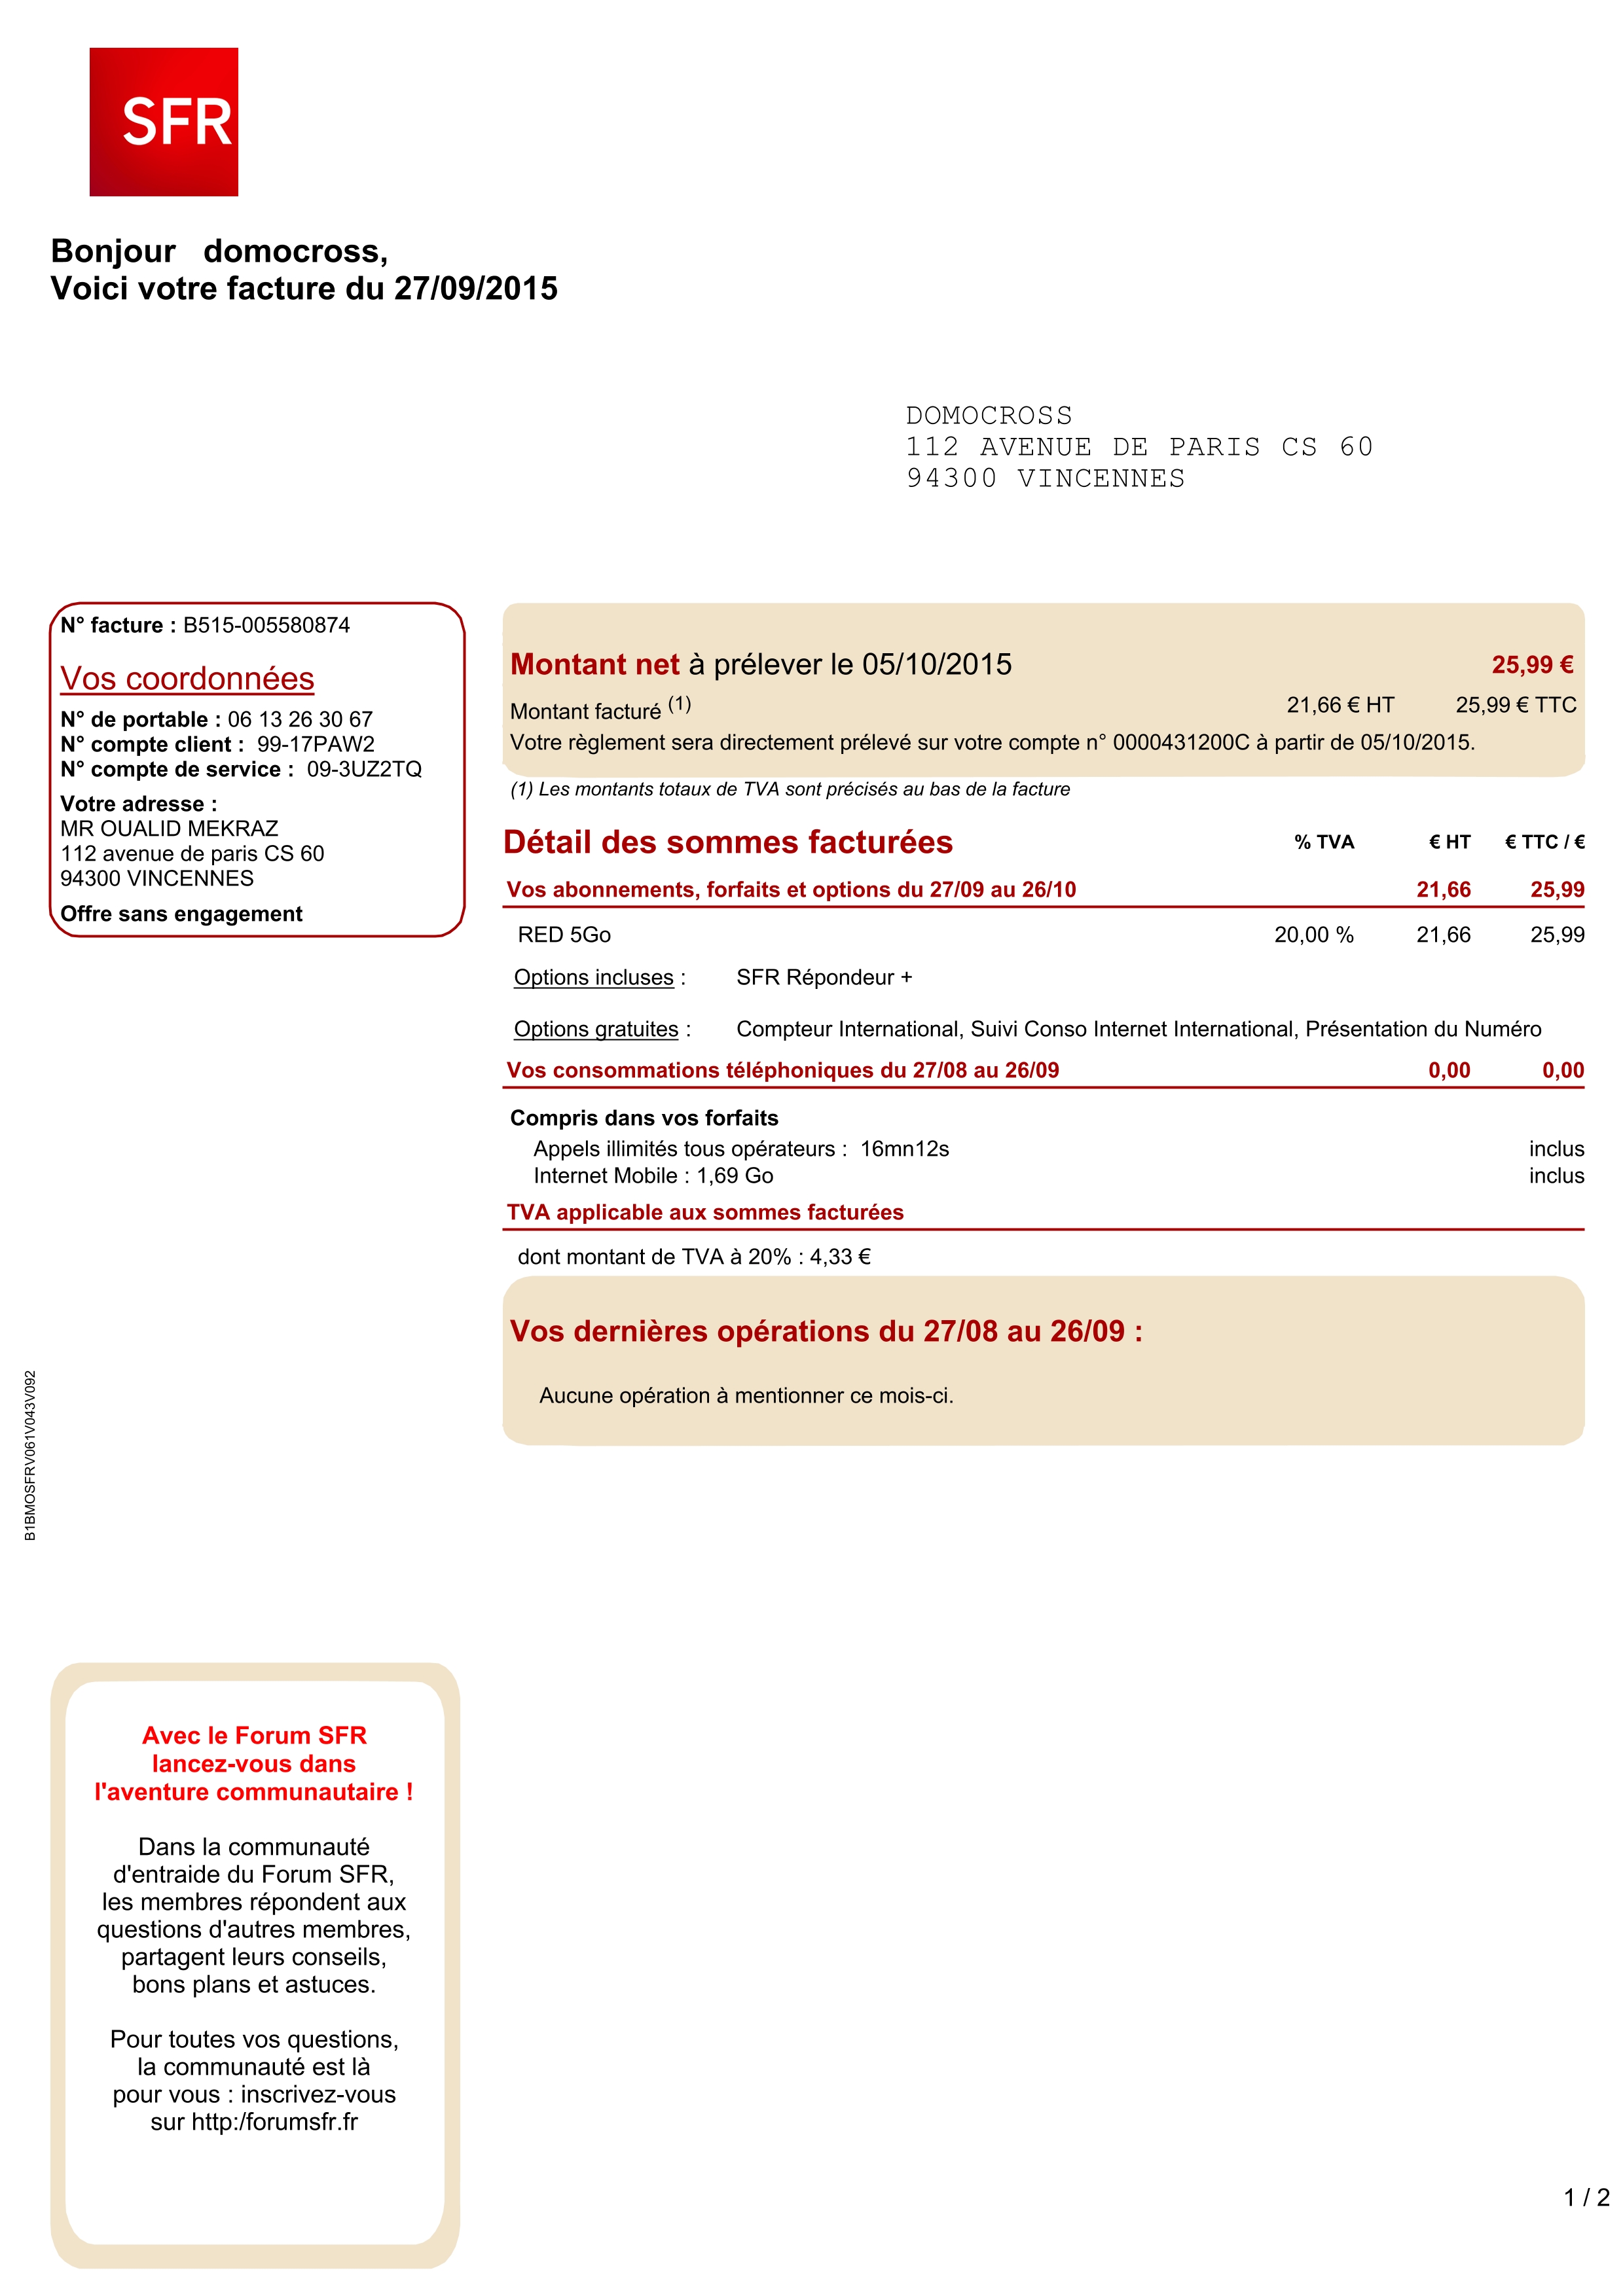 SFR
Bonjour domocross,
Voici votre facture du 27/09/2015
DOMOCROSS
112 AVENUE DE PARIS CS 60
94300 VINCENNES
N° facture : B515-005580874
Vos coordonnées
N° de portable : 06 13 26 30 67
N° compte client : 99-17PAW2
N° compte de service : 09-3UZ2TQ
Votre adresse :
MR OUALID MEKRAZ
112 avenue de paris CS 60
94300 VINCENNES
Offre sans engagement
Montant net à prélever le 05/10/2015 25,99 €
Montant facturé (1) 21,66 € HT 25,99 € TTC
Votre règlement sera directement prélevé sur votre compte n° 0000431200C à partir de 05/10/2015.
(1) Les montants totaux de TVA sont précisés au bas de la facture
Détail des sommes facturées % TVA € HT € TTC / €
Vos abonnements, forfaits et options du 27/09 au 26/10 21,66 25,99
RED 5Go 20,00 % 21,66 25,99
Options incluses : SFR Répondeur +
Options gratuites : Compteur International, Suivi Conso Internet International, Présentation du Numéro
Vos consommations téléphoniques du 27/08 au 26/09 0,00 0,00
Compris dans vos forfaits
Appels illimités tous opérateurs : 16mn12s inclus
Internet Mobile : 1,69 Go inclus
TVA applicable aux sommes facturées
dont montant de TVA à 20% : 4,33 €
Vos dernières opérations du 27/08 au 26/09 :
Aucune opération à mentionner ce mois-ci.
B1BMOSFRV061V043V092
Avec le Forum SFR
lancez-vous dans
l'aventure communautaire !
Dans la communauté
d'entraide du Forum SFR,
les membres répondent aux
questions d'autres membres,
partagent leurs conseils,
bons plans et astuces.
Pour toutes vos questions,
la communauté est là
pour vous : inscrivez-vous
sur http:/forumsfr.fr
1 / 2